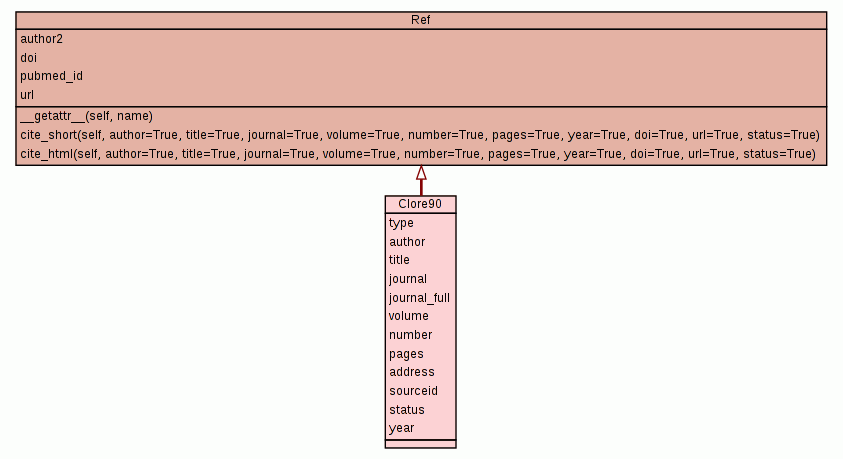 Ref
author2
doi
pubmed_id
url
__getattr__(self, name)
cite_short(self, author=True, title=True, journal=True, volume=True, number=True, pages=True, year=True, doi=True, url=True, status=True)
cite_html(self, author=True, title=True, journal=True, volume=True, number=True, pages=True, year=True, doi=True, url=True, status=True)
Clore90
type
author
title
journal
journal_full
volume
number
pages
address
sourceid
status
year